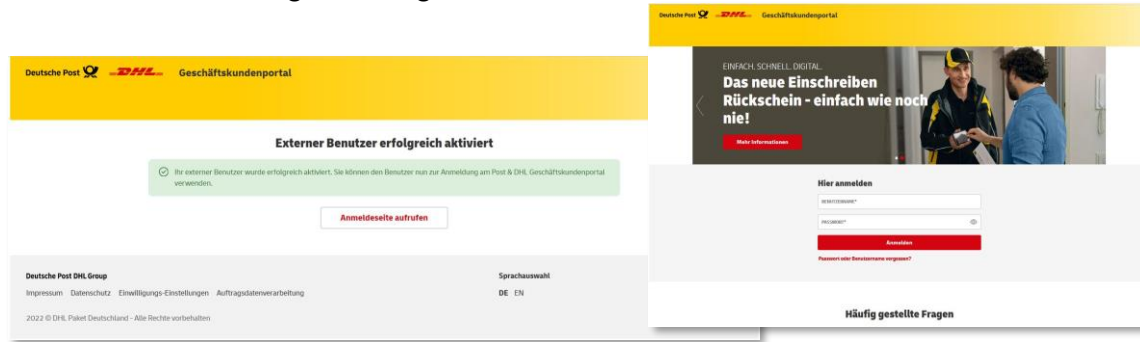 Deutsche Post DHL Geschäftskundenportal
Externer Benutzer erfolgreich aktiviert
Ihr externer Benutzer wurde erfolgreich aktiviert. Sie können den Benutzer nun zur Anmeldung am Post & DHL Geschäftskundenportal
verwenden.
Anmeldeseite aufrufen
Deutsche Post DHL Group
Impressum Datenschutz Einwilligungs-Einstellungen Auftragsdatenverarbeitung
2022 © DHL Paket Deutschland - Alle Rechte vorbehalten
Sprachauswahl
DE EN
Deutsche Post DHL Geschäftskundenportal
EINFACH. SCHNELL. DIGITAL.
Das neue Einschreiben
Rückschein - einfach wie noch
nie!
Mehr Informationen
Hier anmelden
BENUTZERNAME*
PASSWORT*
Anmelden
Passwort oder Benutzername vergessen?
Häufig gestellte Fragen